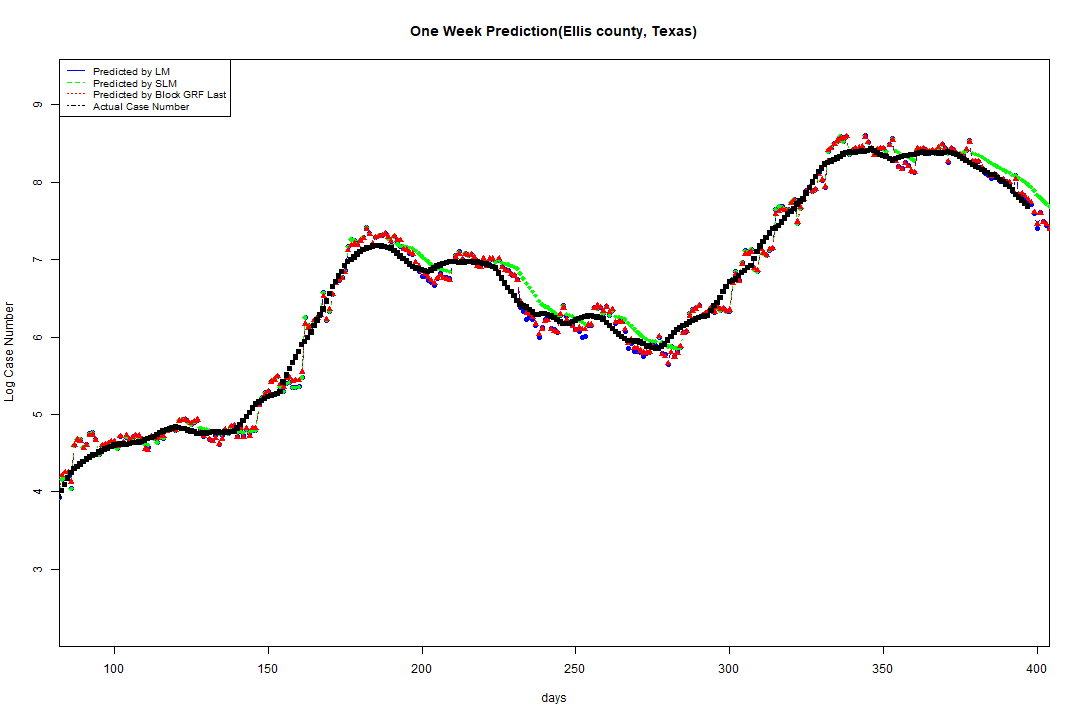 One Week Prediction(Ellis county, Texas)
Predicted by LM
Predicted by SLM
Predicted by Block GRF Last
Actual Case Number
9
8
7
6
5
4
3
Log Case Number
100 150 200 250 300 350 400
days